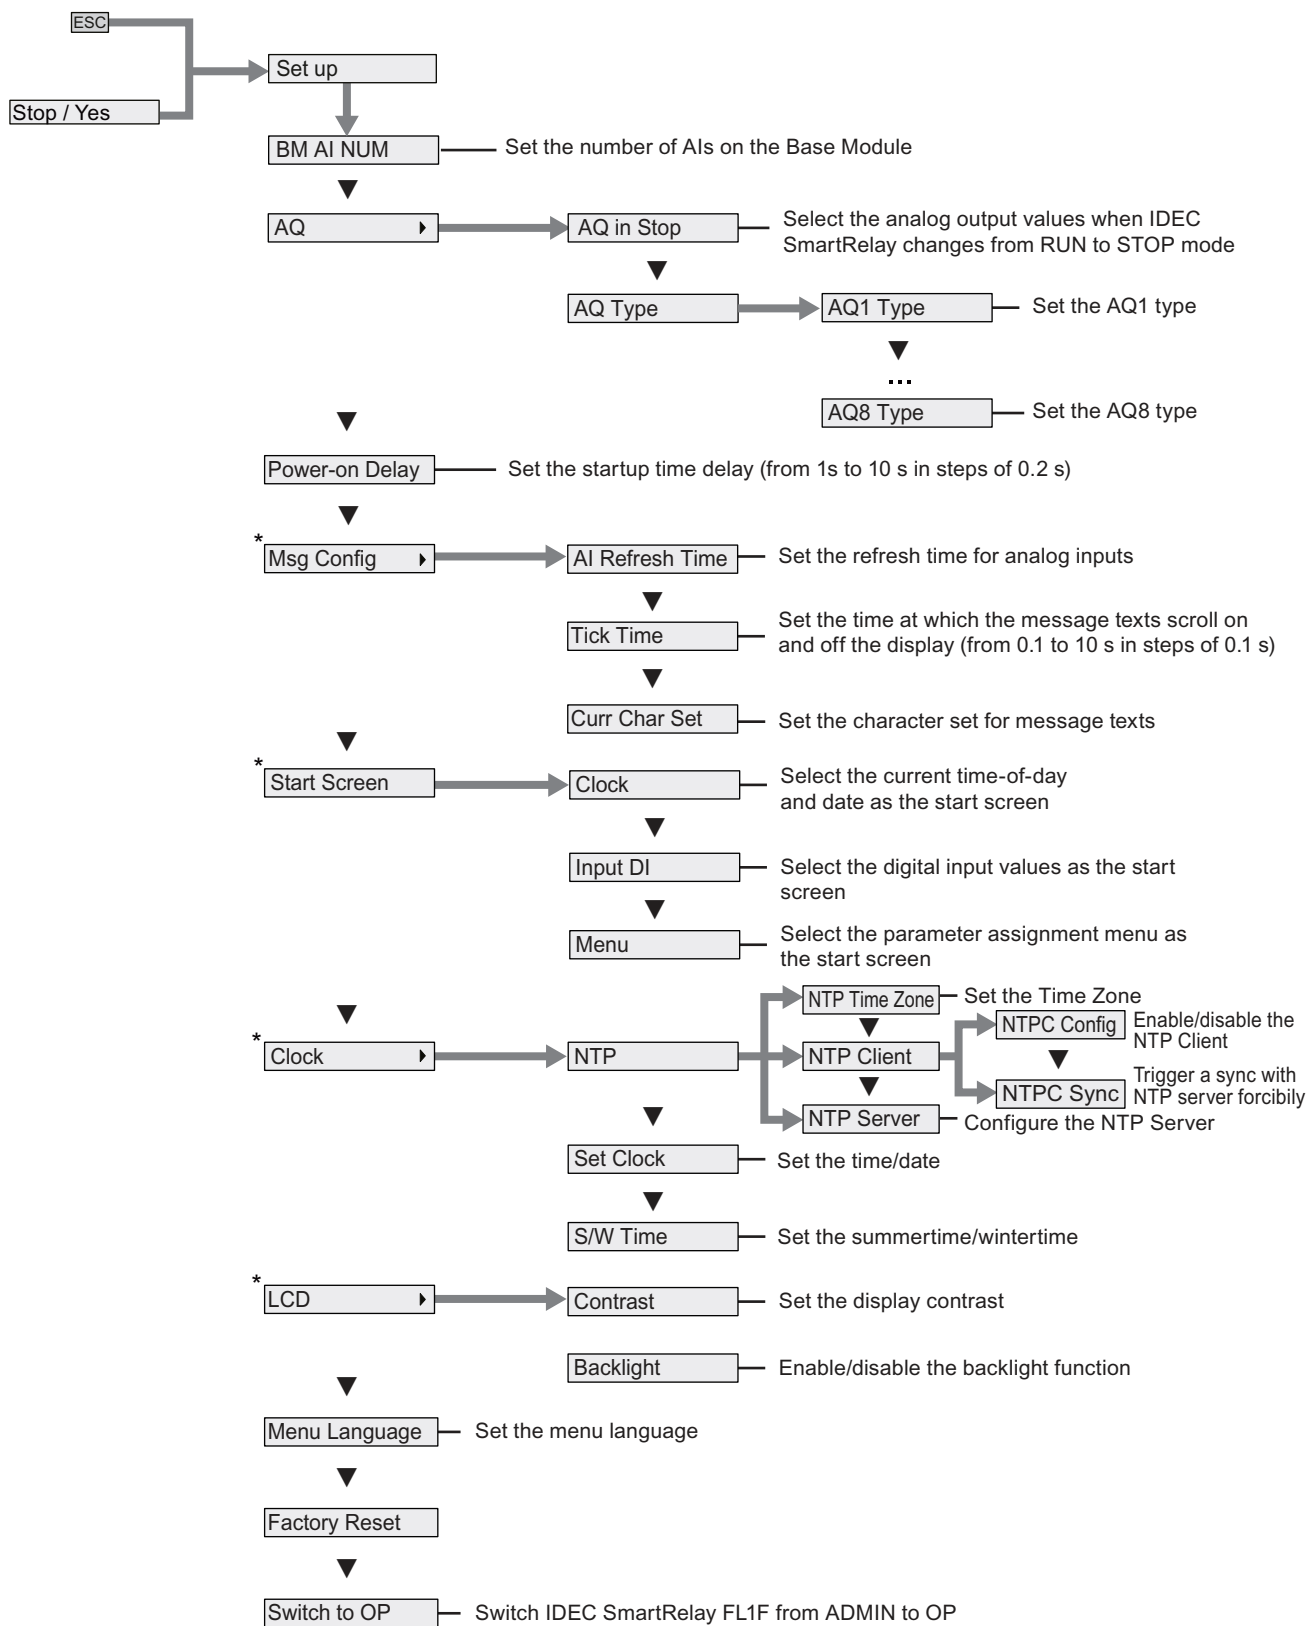 ESC
Set up
Stop / Yes
BM AI NUM
Set the number of AIs on the Base Module
AQ
AQ in Stop
Select the analog output values when IDEC
SmartRelay changes from RUN to STOP mode
AQ Type
AQ1 Type
Set the AQ1 type
...
AQ8 Type
Set the AQ8 type
Power-on Delay
Set the startup time delay (from 1s to 10 s in steps of 0.2 s)
*
Msg Config
AI Refresh Time
Set the refresh time for analog inputs
Tick Time
Set the time at which the message texts scroll on
and off the display (from 0.1 to 10 s in steps of 0.1 s)
Curr Char Set
Set the character set for message texts
*
Start Screen
Clock
Select the current time-of-day
and date as the start screen
Input DI
Select the digital input values as the start
screen
Menu
Select the parameter assignment menu as
the start screen
*
Clock
NTP
NTP Time Zone
Set the Time Zone
NTP Client
NTPC Config
Enable/disable the
NTP Client
NTPC Sync
Trigger a sync with
NTP server forcibily
NTP Server
Configure the NTP Server
Set Clock
Set the time/date
S/W Time
Set the summertime/wintertime
*
LCD
Contrast
Set the display contrast
Backlight
Enable/disable the backlight function
Menu Language
Set the menu language
Factory Reset
Switch to OP
Switch IDEC SmartRelay FL1F from ADMIN to OP